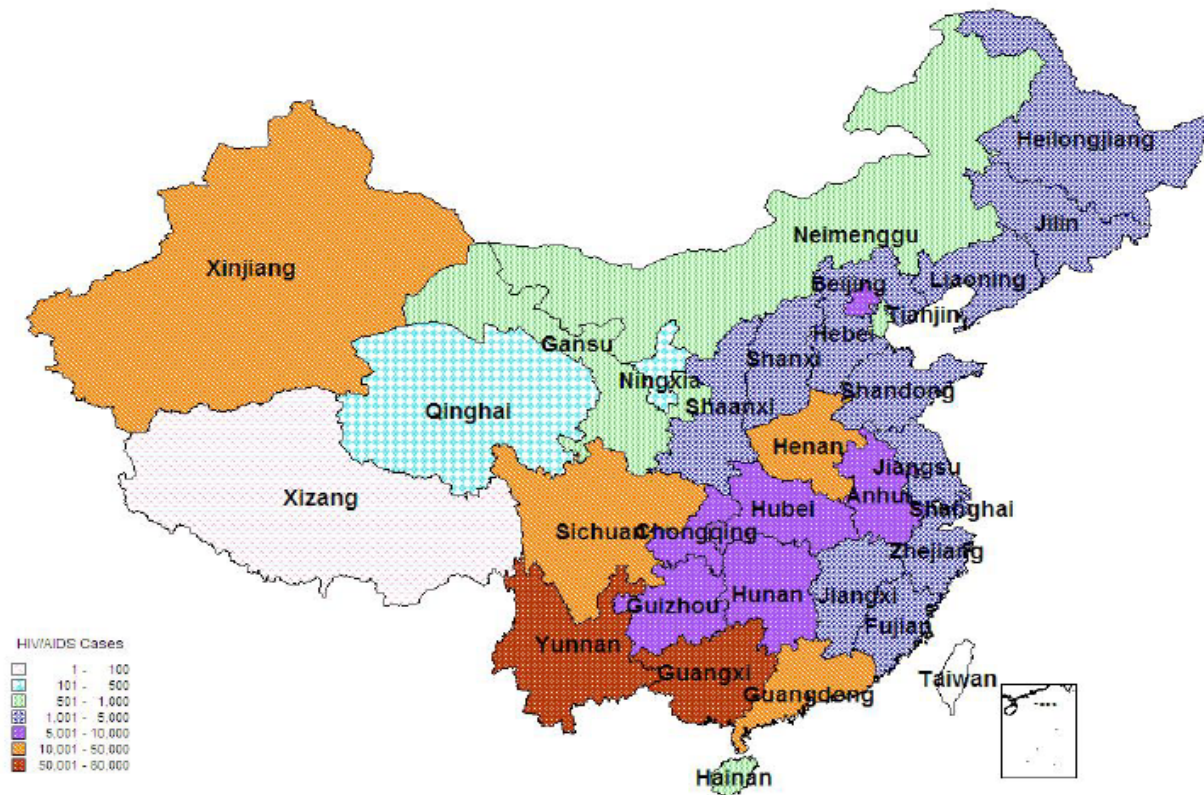 Heilongjiang
Jilin
Neimenggu
Xinjiang
Beijing
Liaoning
Tianjin
Hebei
Gansu
Shanxi
Ningxia
Shandong
Qinghai
Shaanxi
Henan
Jiangsu
Xizang
Anhui
Hubei
Shanghai
Sichuan
Chongqing
Zhejiang
Hunan
Jiangxi
Guizhou
Fujian
Yunnan
Guangxi
Taiwan
Guangdong
Hainan
HIV/AIDS Cases
1 - 100
101 - 500
501 - 1,000
1,001 - 5,000
5,001 - 10,000
10,001 - 50,000
50,001 - 80,000